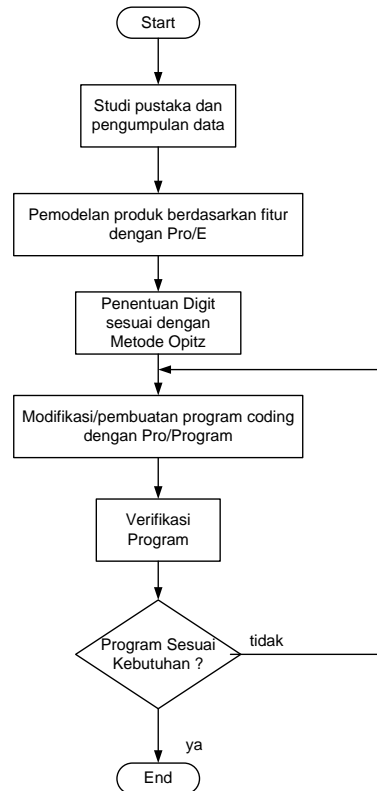 Start
Studi pustaka dan
pengumpulan data
Pemodelan produk berdasarkan fitur
dengan Pro/E
Penentuan Digit
sesuai dengan
Metode Opitz
Modifikasi/pembuatan program coding
dengan Pro/Program
Verifikasi
Program
Program Sesuai
Kebutuhan ?
tidak
ya
End